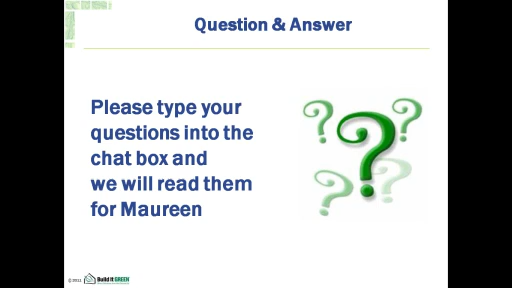 Question & Answer
Please type your
questions into the
chat box and
we will read them
for Maureen
©2011 Build It GREEN